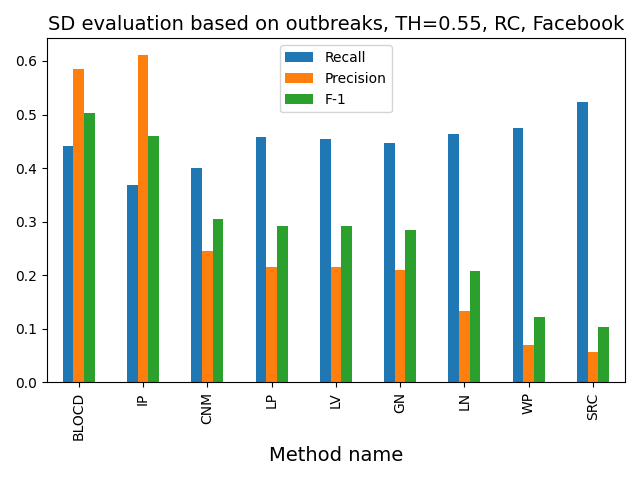 SD evaluation based on outbreaks, TH=0.55, RC, Facebook
Recall
Precision
F-1
0.6
0.5
0.4
0.3
0.2
0.1
0.0
BLOCD
IP
CNM
LP
LV
GN
LN
WP
SRC
Method name